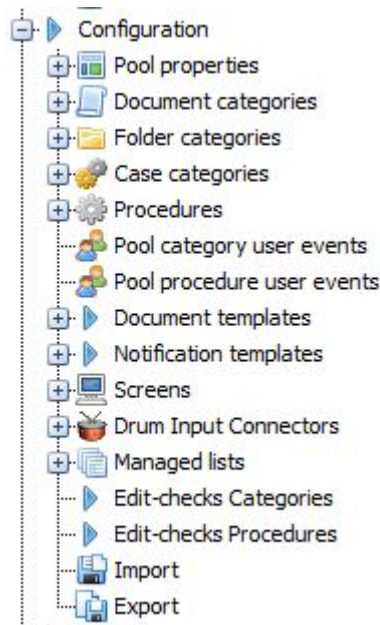 Configuration
Pool properties
Document categories
Folder categories
Case categories
Procedures
Pool category user events
Pool procedure user events
Document templates
Notification templates
Screens
Drum Input Connectors
Managed lists
Edit-checks Categories
Edit-checks Procedures
Import
Export